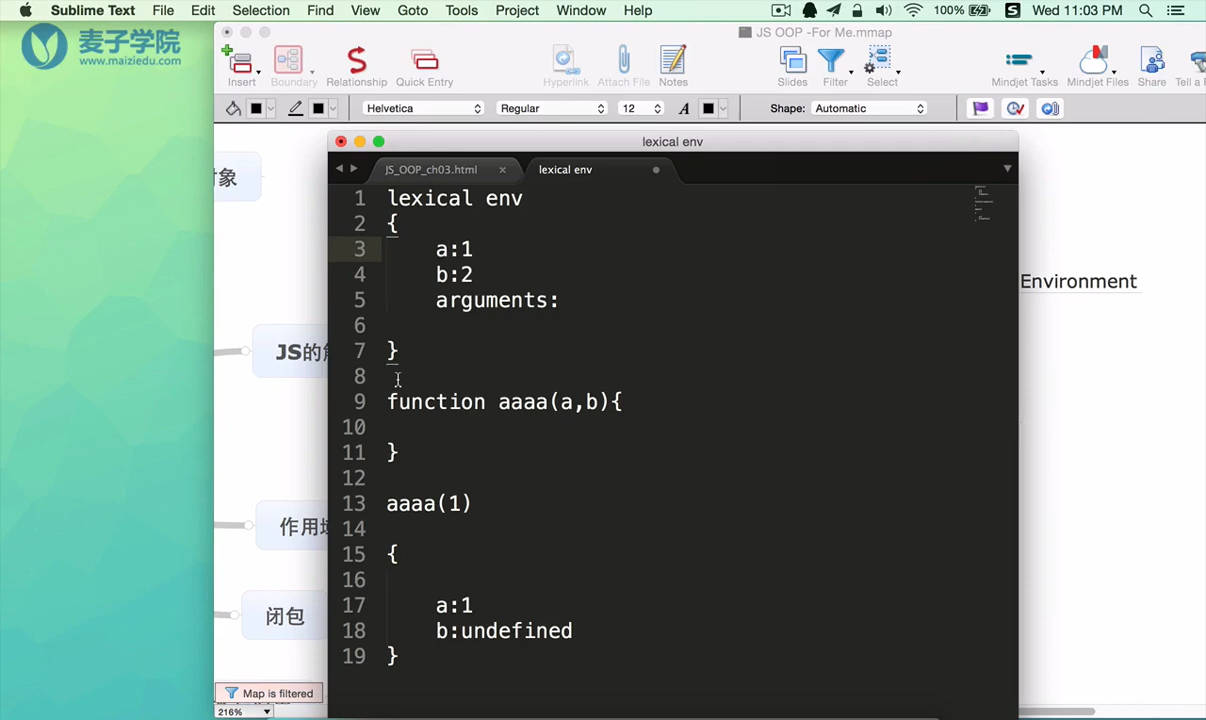 Sublime Text File Edit Selection Find View Goto Tools Project Window Help 100% S Wed 11:03 PM
麦子学院
www.maiziedu.com
JS OOP -For Me.mmap
Insert Boundary Relationship Quick Entry Hyperlink Attach File Notes Slides Filter Select Mindjet Tasks Mindjet Files Share Tell a
Helvetica Regular 12 A Shape: Automatic
lexical env
JS_OOP_ch03.html × lexical env
1 lexical env
2 {
3 a:1
4 b:2
5 arguments:
6
7 }
8
9 function aaaa(a,b){
10
11 }
12
13 aaaa(1)
14
15 {
16
17 a:1
18 b:undefined
19 }
对象
Environment
JS的
作用
闭包
Map is filtered
216%